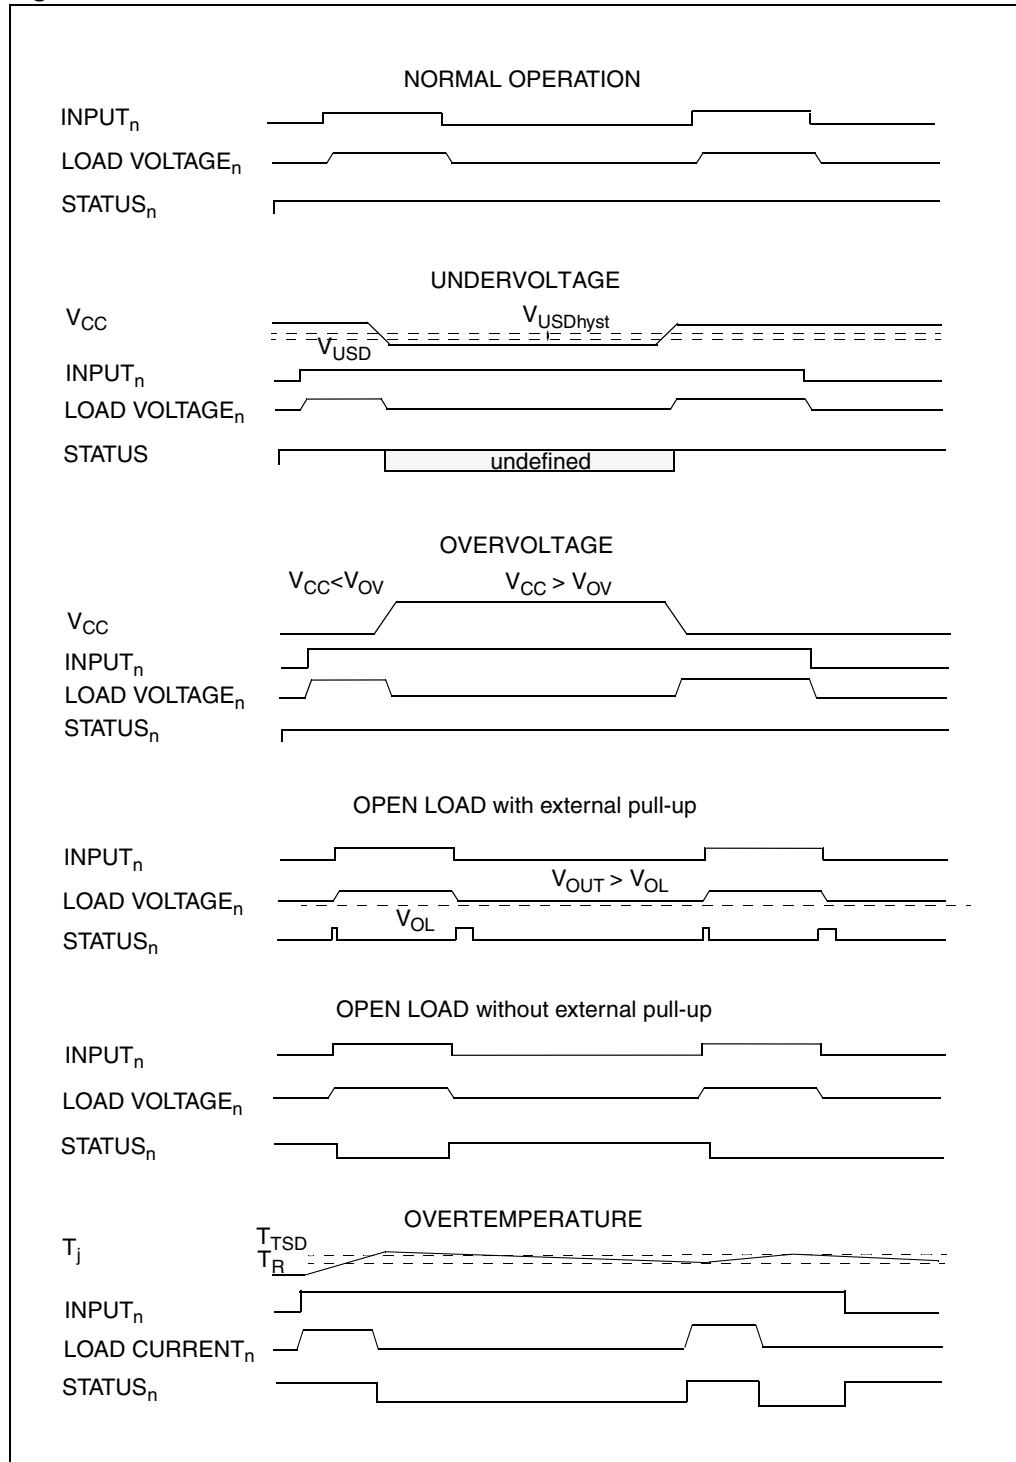 NORMAL OPERATION
INPUTn
LOAD VOLTAGEn
STATUSn
UNDERVOLTAGE
VCC
VUSDhyst
VUSD
INPUTn
LOAD VOLTAGEn
STATUS
undefined
OVERVOLTAGE
VCC<VOV
VCC > VOV
VCC
INPUTn
LOAD VOLTAGEn
STATUSn
OPEN LOAD with external pull-up
INPUTn
VOUT > VOL
LOAD VOLTAGEn
VOL
STATUSn
OPEN LOAD without external pull-up
INPUTn
LOAD VOLTAGEn
STATUSn
OVERTEMPERATURE
Tj
TTSD
TR
INPUTn
LOAD CURRENTn
STATUSn